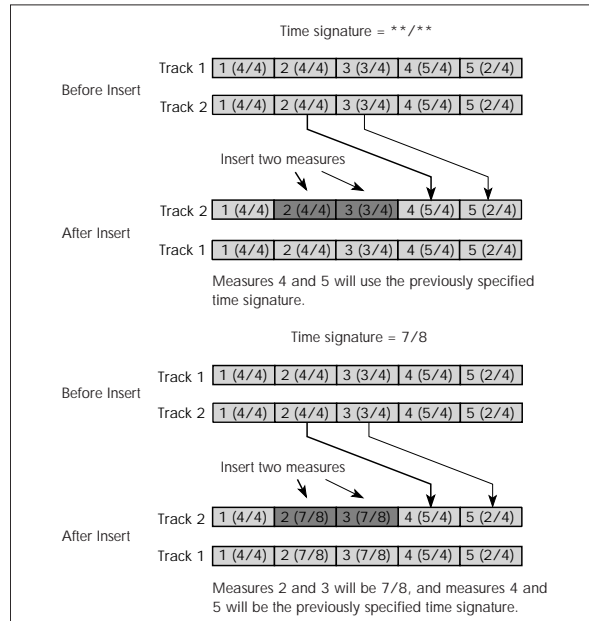 Time signature = **/**
Before Insert
Track 1 1 (4/4) 2 (4/4) 3 (3/4) 4 (5/4) 5 (2/4)
Track 2 1 (4/4) 2 (4/4) 3 (3/4) 4 (5/4) 5 (2/4)
Insert two measures
After Insert
Track 2 1 (4/4) 2 (4/4) 3 (3/4) 4 (5/4) 5 (2/4)
Track 1 1 (4/4) 2 (4/4) 3 (3/4) 4 (5/4) 5 (2/4)
Measures 4 and 5 will use the previously specified
time signature.
Time signature = 7/8
Before Insert
Track 1 1 (4/4) 2 (4/4) 3 (3/4) 4 (5/4) 5 (2/4)
Track 2 1 (4/4) 2 (4/4) 3 (3/4) 4 (5/4) 5 (2/4)
Insert two measures
After Insert
Track 2 1 (4/4) 2 (7/8) 3 (7/8) 4 (5/4) 5 (2/4)
Track 1 1 (4/4) 2 (7/8) 3 (7/8) 4 (5/4) 5 (2/4)
Measures 2 and 3 will be 7/8, and measures 4 and
5 will be the previously specified time signature.